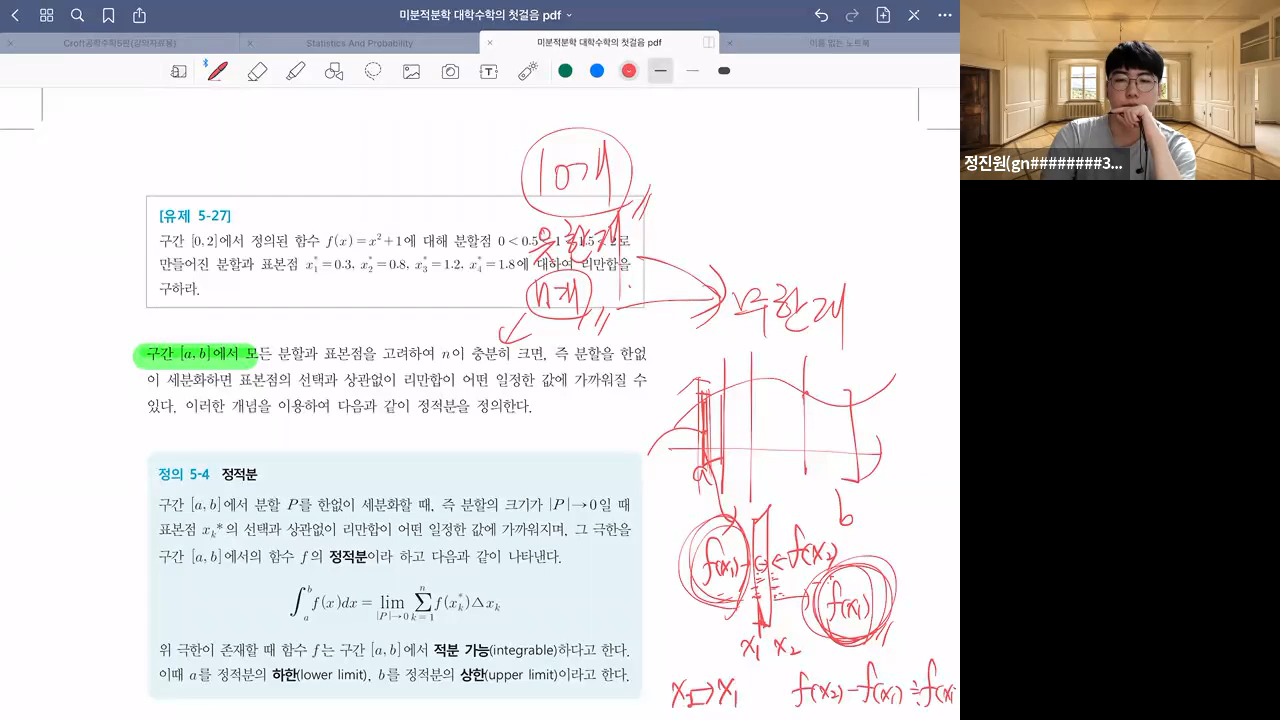 미분적분학 대학수학의 첫걸음 pdf
Croft공학수학5판(강의자료용)
Statistics And Probability
미분적분학 대학수학의 첫걸음 pdf
이름 없는 노트북
정진원(gn########3...
10개
[유제 5-27]
구간 [0, 2]에서 정의된 함수 f(x)=x²+1에 대해 분할점 0<0.5<1<1.5<2로
유한개
만들어진 분할과 표본점 x₁*=0.3, x₂*=0.8, x₃*=1.2, x₄*=1.8에 대하여 리만합을
구하라.
n개
무한개
구간 [a, b]에서 모든 분할과 표본점을 고려하여 n이 충분히 크면, 즉 분할을 한없
이 세분화하면 표본점의 선택과 상관없이 리만합이 어떤 일정한 값에 가까워질 수
있다. 이러한 개념을 이용하여 다음과 같이 정적분을 정의한다.
a
b
정의 5-4 정적분
구간 [a, b]에서 분할 P를 한없이 세분화할 때, 즉 분할의 크기가 |P|→0일 때
표본점 xₖ*의 선택과 상관없이 리만합이 어떤 일정한 값에 가까워지며, 그 극한을
구간 [a, b]에서의 함수 f의 정적분이라 하고 다음과 같이 나타낸다.
∫ₐᵇ f(x)dx = lim_{|P|→0} Σ_{k=1}^{n} f(xₖ*)Δxₖ
위 극한이 존재할 때 함수 f는 구간 [a, b]에서 적분 가능(integrable)하다고 한다.
이때 a를 정적분의 하한(lower limit), b를 정적분의 상한(upper limit)이라고 한다.
f(x₁) f(x₂)
f(x₁)
x₁ x₂
x₂→x₁ f(x₂)-f(x₁)≒f(x₁